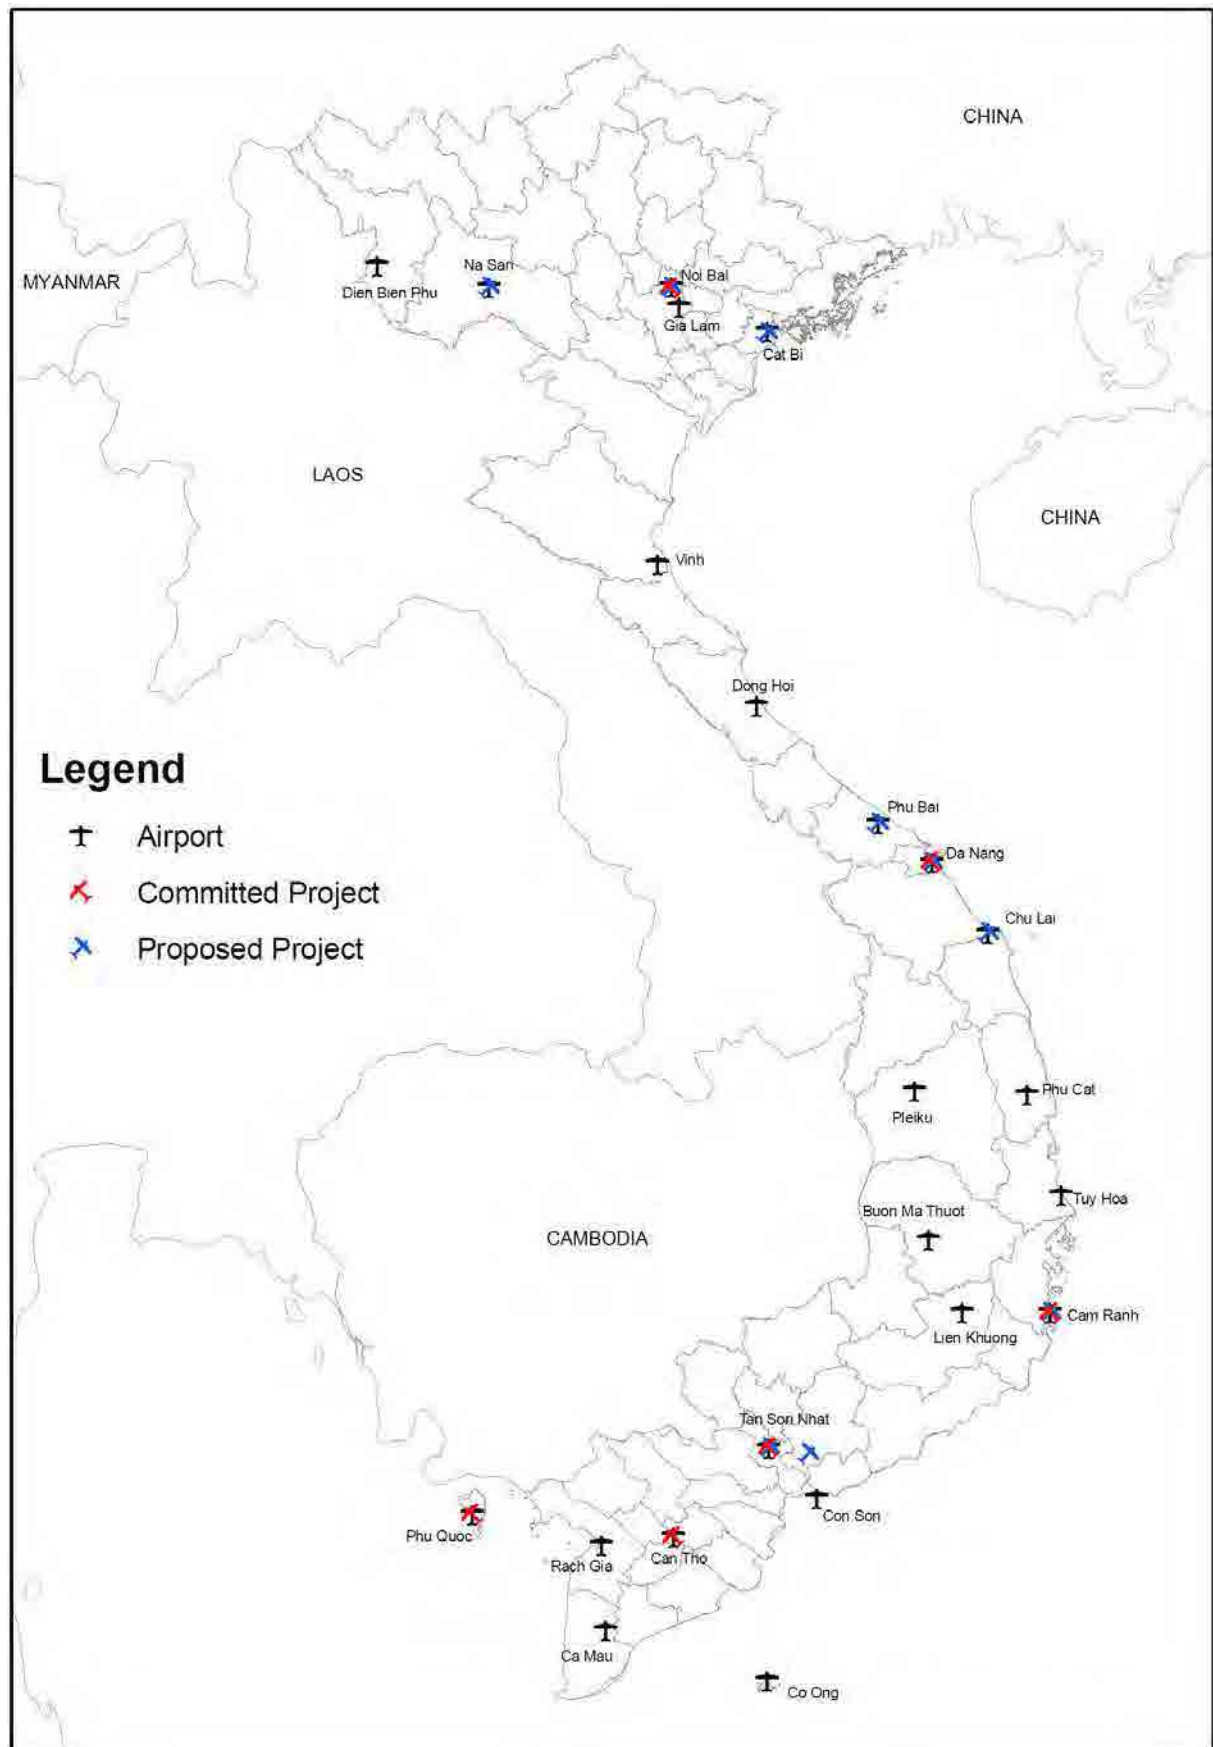 CHINA
MYANMAR
Dien Bien Phu
Na San
Noi Bai
Gia Lam
Cat Bi
LAOS
CHINA
Vinh
Dong Hoi
Legend
Airport
Committed Project
Proposed Project
Phu Bai
Da Nang
Chu Lai
Pleiku
Phu Cat
Tuy Hoa
Buon Ma Thuot
CAMBODIA
Lien Khuong
Cam Ranh
Tan Son Nhat
Con Son
Phu Quoc
Rach Gia
Can Tho
Ca Mau
Co Ong